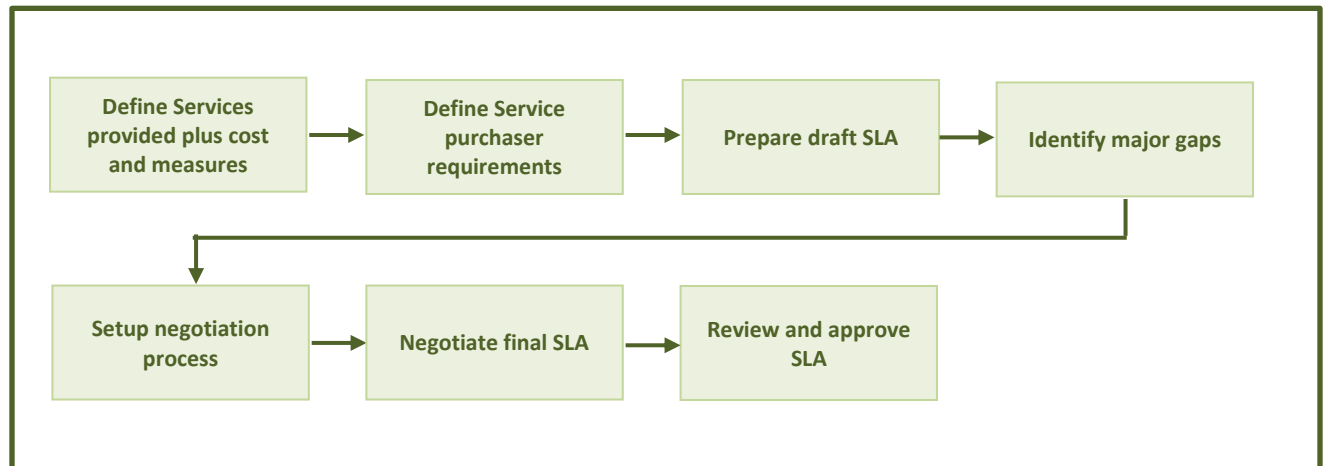 Define Services
provided plus cost
and measures
Define Service
purchaser
requirements
Prepare draft SLA
Identify major gaps
Setup negotiation
process
Negotiate final SLA
Review and approve
SLA